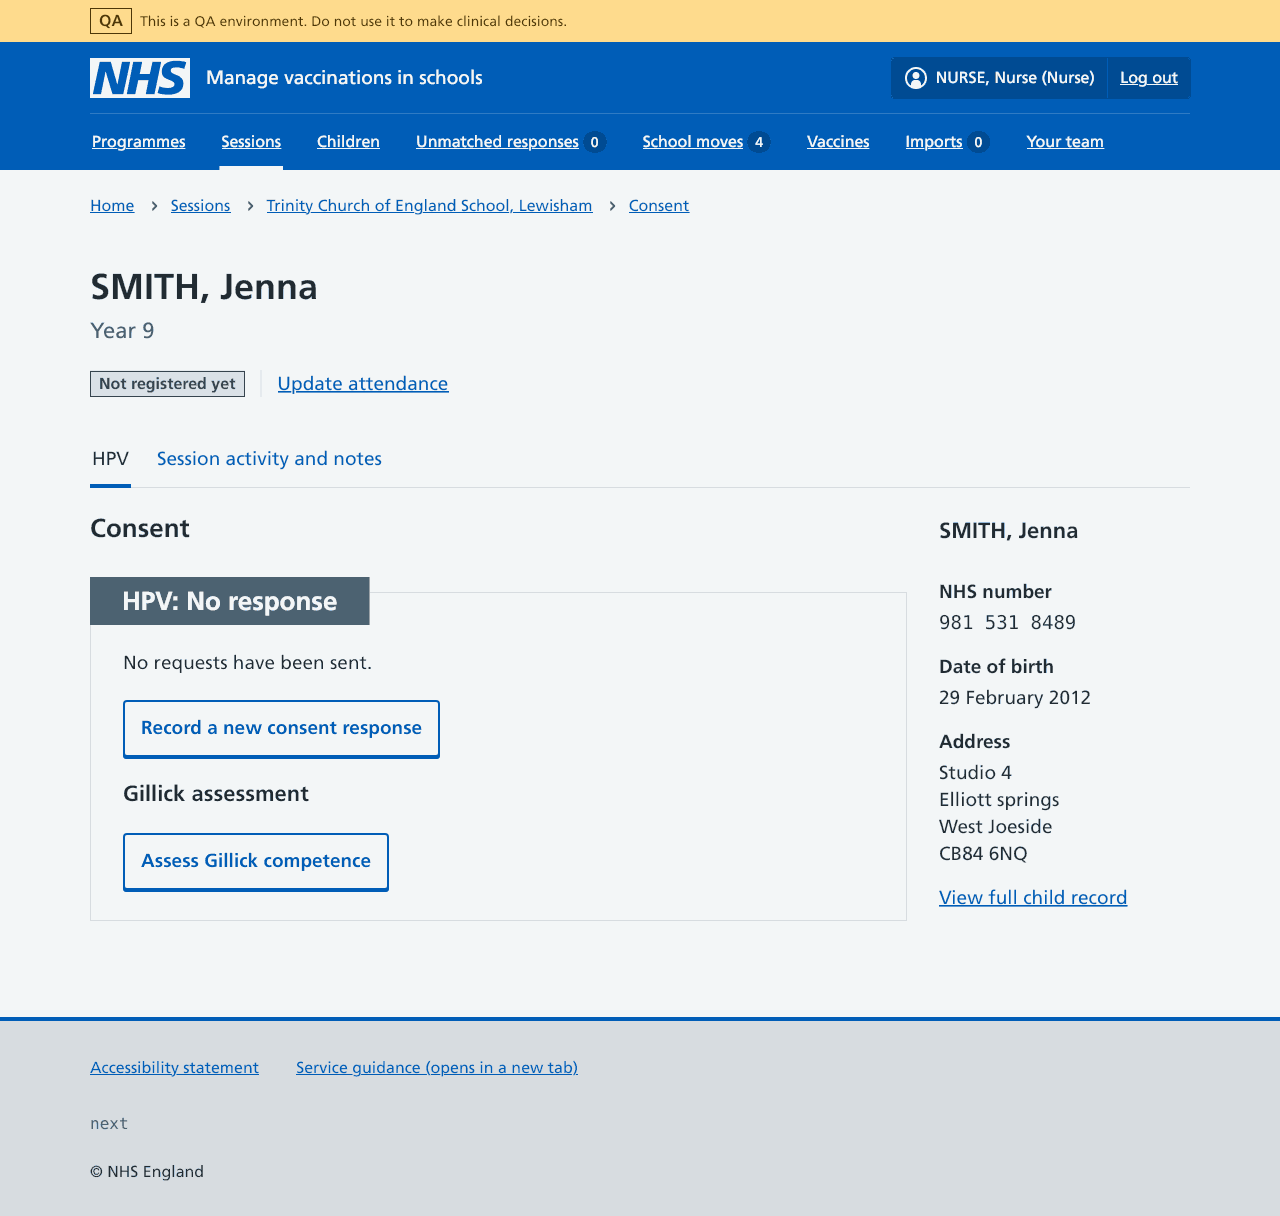 QA This is a QA environment. Do not use it to make clinical decisions.
NHS Manage vaccinations in schools NURSE, Nurse (Nurse) Log out
Programmes Sessions Children Unmatched responses 0 School moves 4 Vaccines Imports 0 Your team
Home Sessions Trinity Church of England School, Lewisham Consent
SMITH, Jenna
Year 9
Not registered yet Update attendance
HPV Session activity and notes
Consent
HPV: No response
No requests have been sent.
Record a new consent response
Gillick assessment
Assess Gillick competence
SMITH, Jenna
NHS number
981 531 8489
Date of birth
29 February 2012
Address
Studio 4
Elliott springs
West Joeside
CB84 6NQ
View full child record
Accessibility statement Service guidance (opens in a new tab)
next
© NHS England